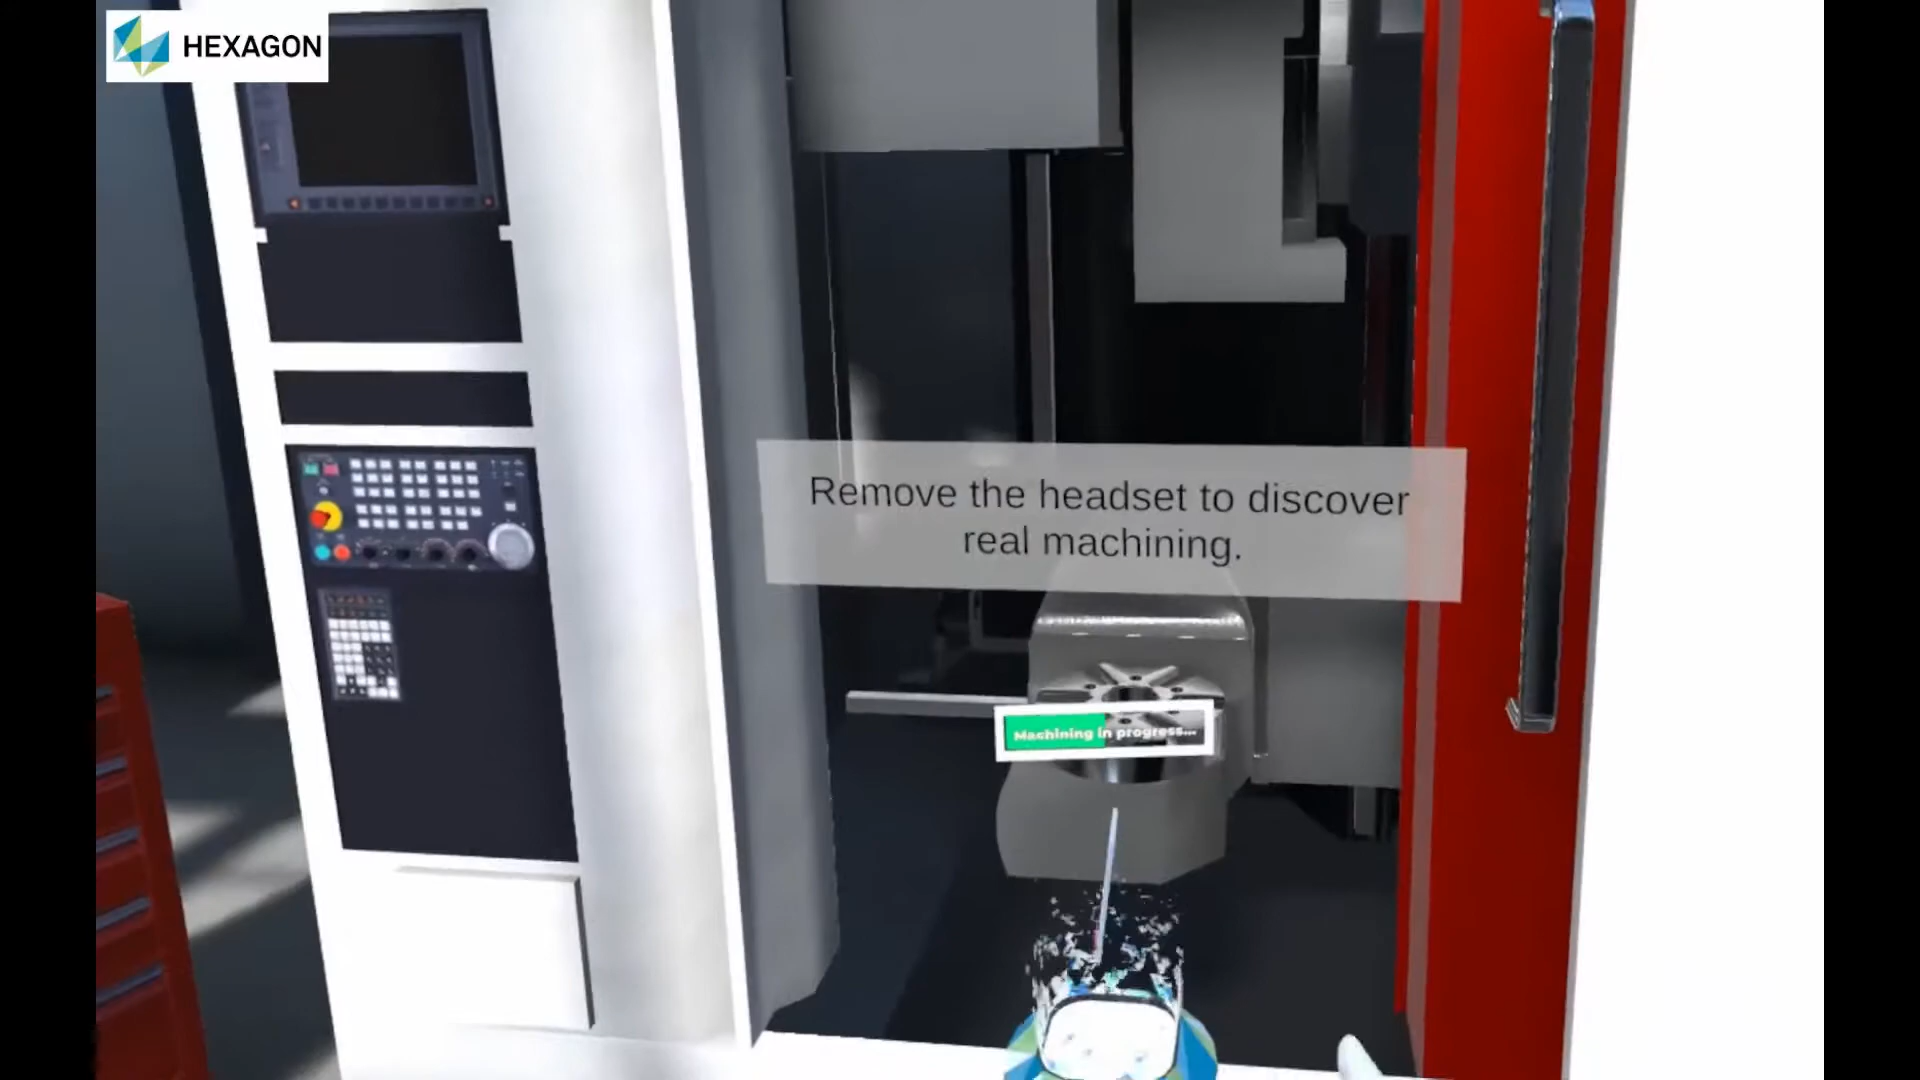 HEXAGON
Remove the headset to discover
real machining.
Machining in progress...